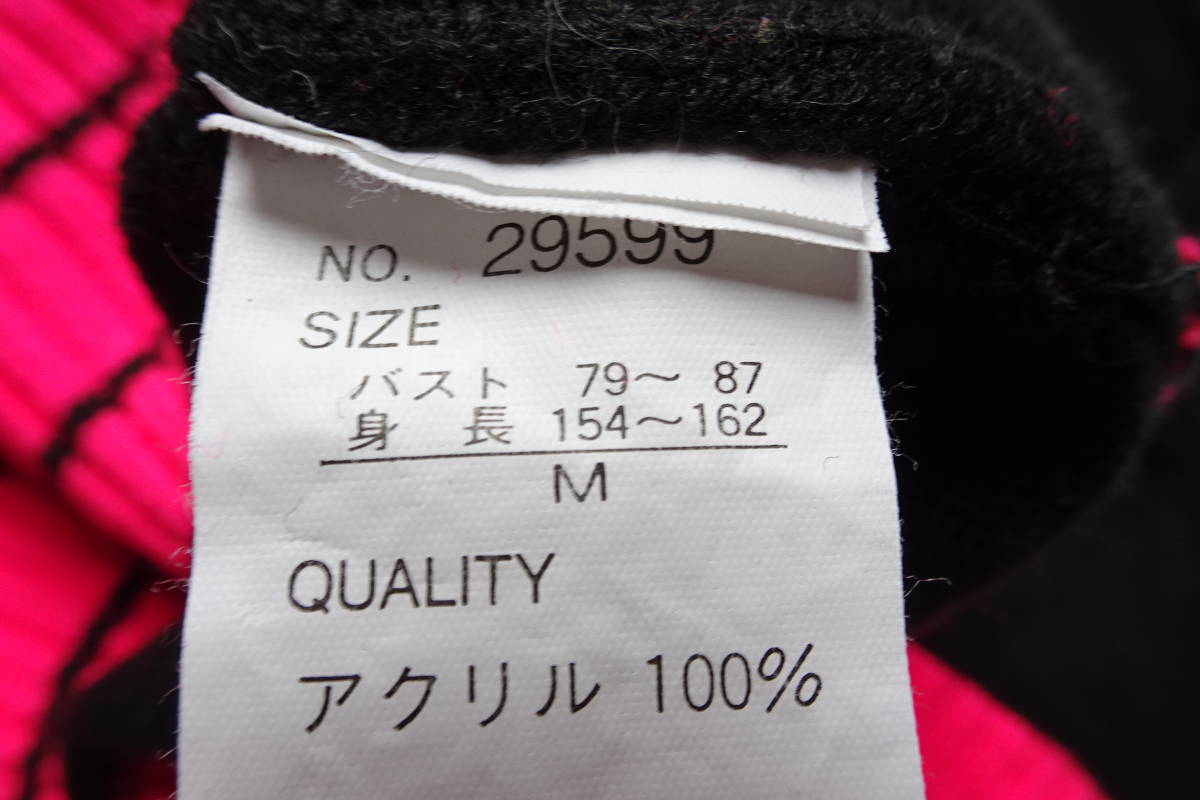 NO. 29599
SIZE
バスト 79～ 87
身 長 154～162
M
QUALITY
アクリル 100%